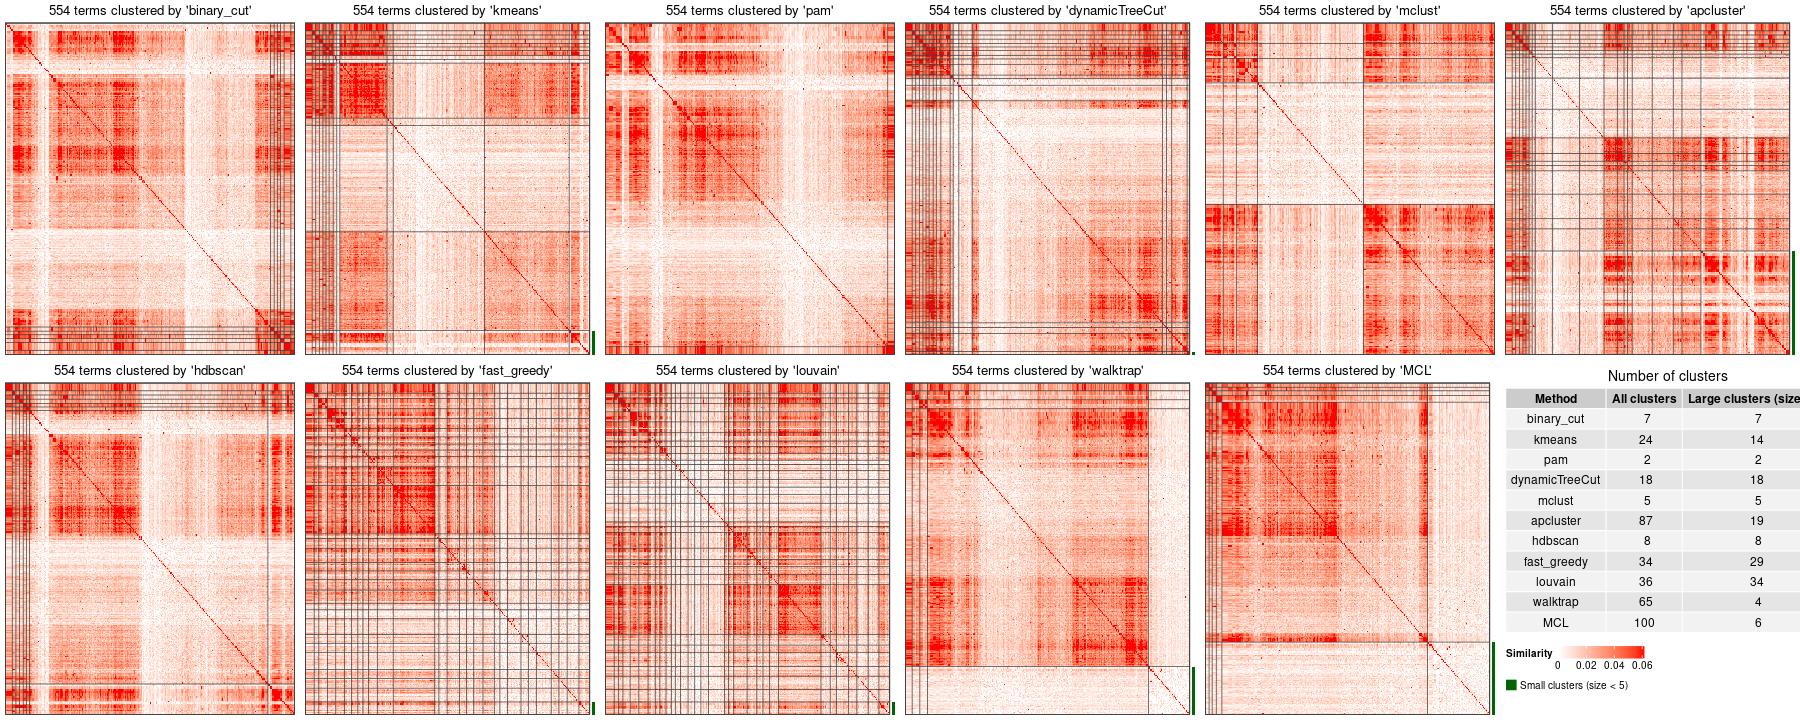 554 terms clustered by 'binary_cut'
554 terms clustered by 'kmeans'
554 terms clustered by 'pam'
554 terms clustered by 'dynamicTreeCut'
554 terms clustered by 'mclust'
554 terms clustered by 'apcluster'
554 terms clustered by 'hdbscan'
554 terms clustered by 'fast_greedy'
554 terms clustered by 'louvain'
554 terms clustered by 'walktrap'
554 terms clustered by 'MCL'
Number of clusters
Method All clusters Large clusters (size
binary_cut 7 7
kmeans 24 14
pam 2 2
dynamicTreeCut 18 18
mclust 5 5
apcluster 87 19
hdbscan 8 8
fast_greedy 34 29
louvain 36 34
walktrap 65 4
MCL 100 6
Similarity
0 0.02 0.04 0.06
Small clusters (size < 5)